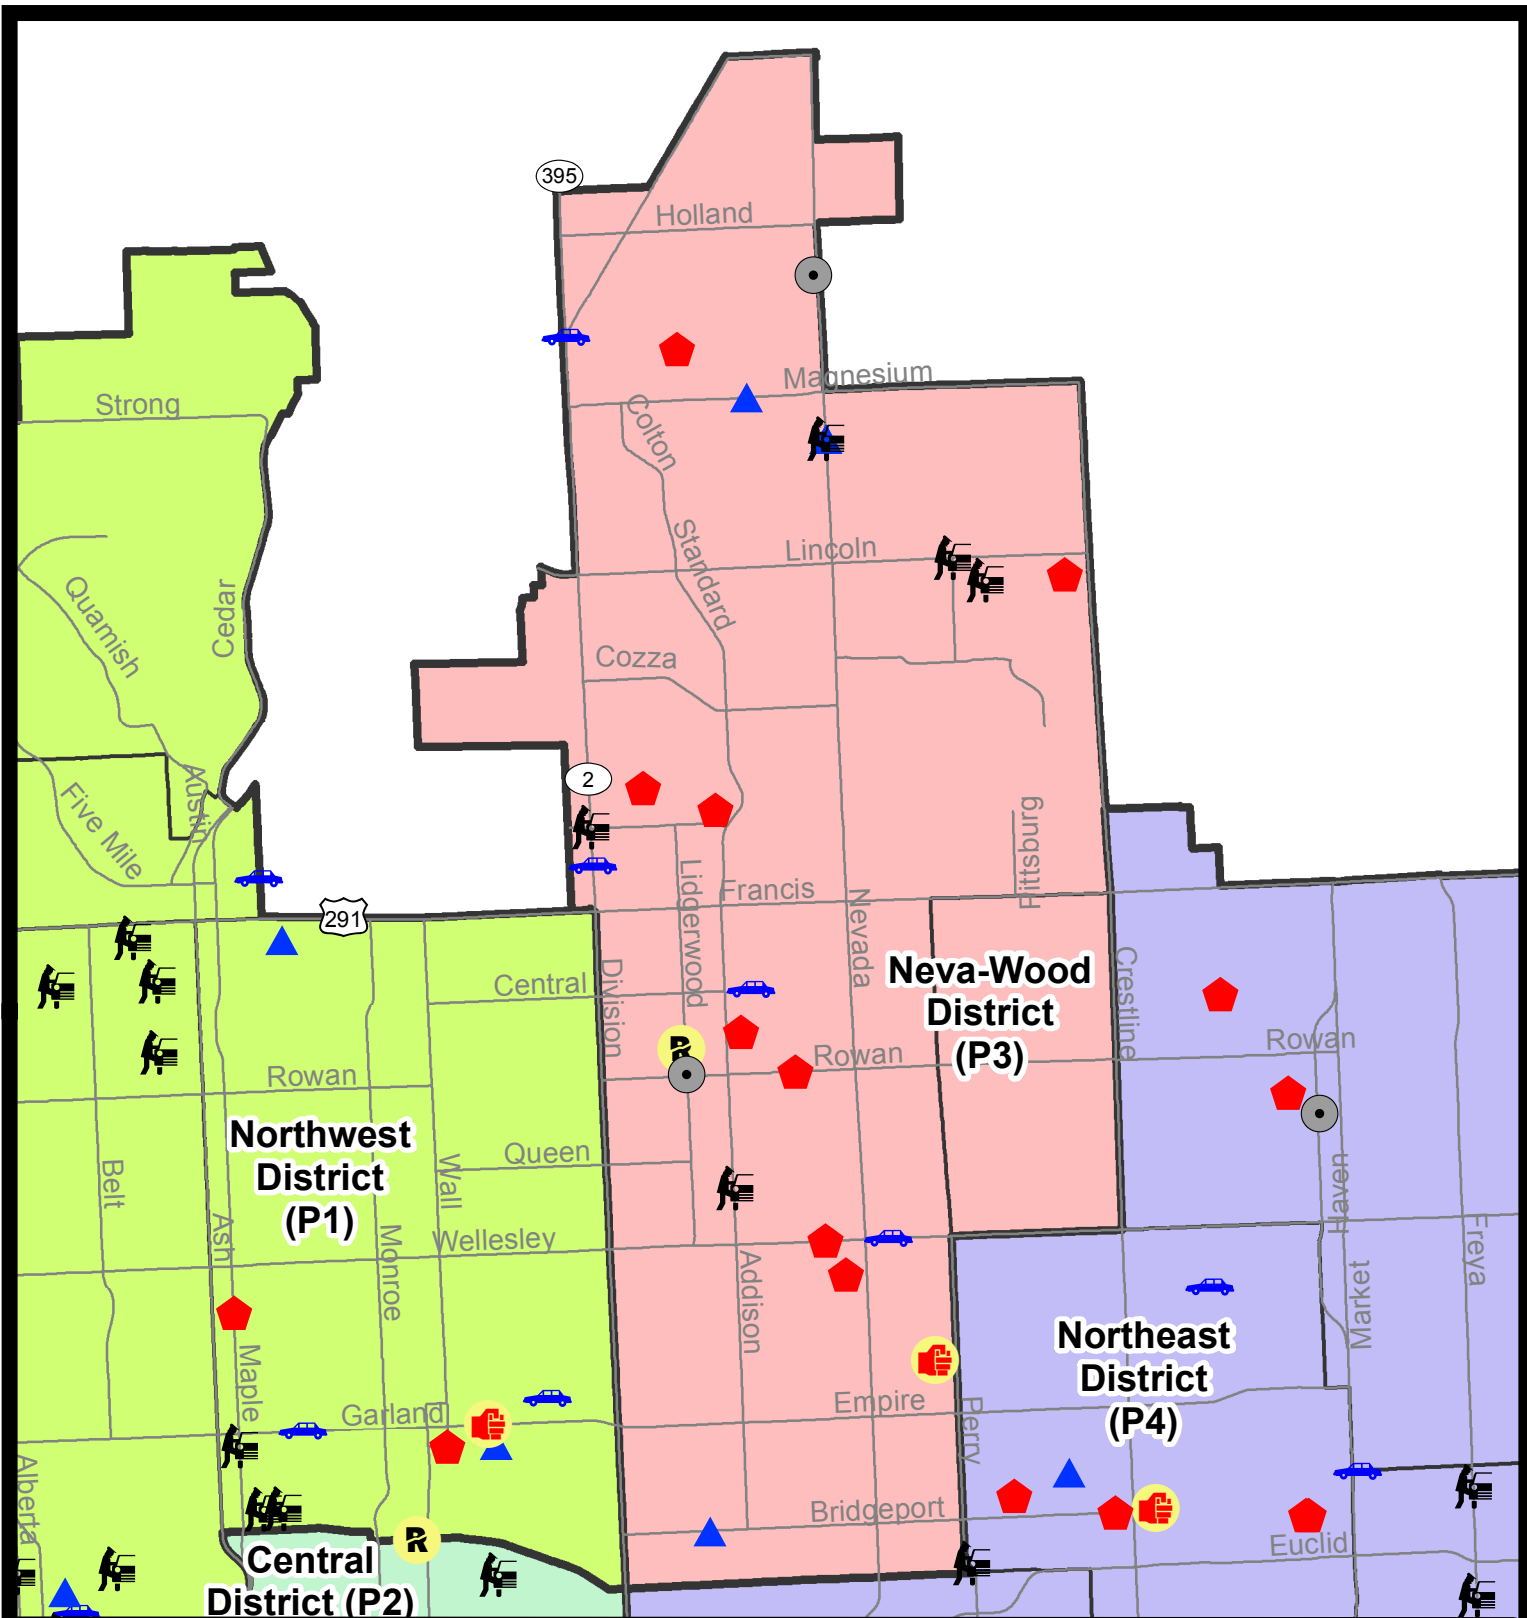 395
Holland
Magnesium
Strong
Colton
Standard
Lincoln
Quamish
Cedar
Cozza
2
Austin
Five Mile
Pittsburg
Lidgerwood
Francis
Nevada
291
Neva-Wood
District
(P3)
Central
Division
Crestline
Rowan
Rowan
Rowan
Northwest
District
(P1)
Queen
Belt
Wall
Haven
Ash
Monroe
Wellesley
Freya
Addison
Market
Northeast
District
(P4)
Maple
Garland
Empire
Perry
Alberta
Bridgeport
Euclid
R
R
Central
District (P2)